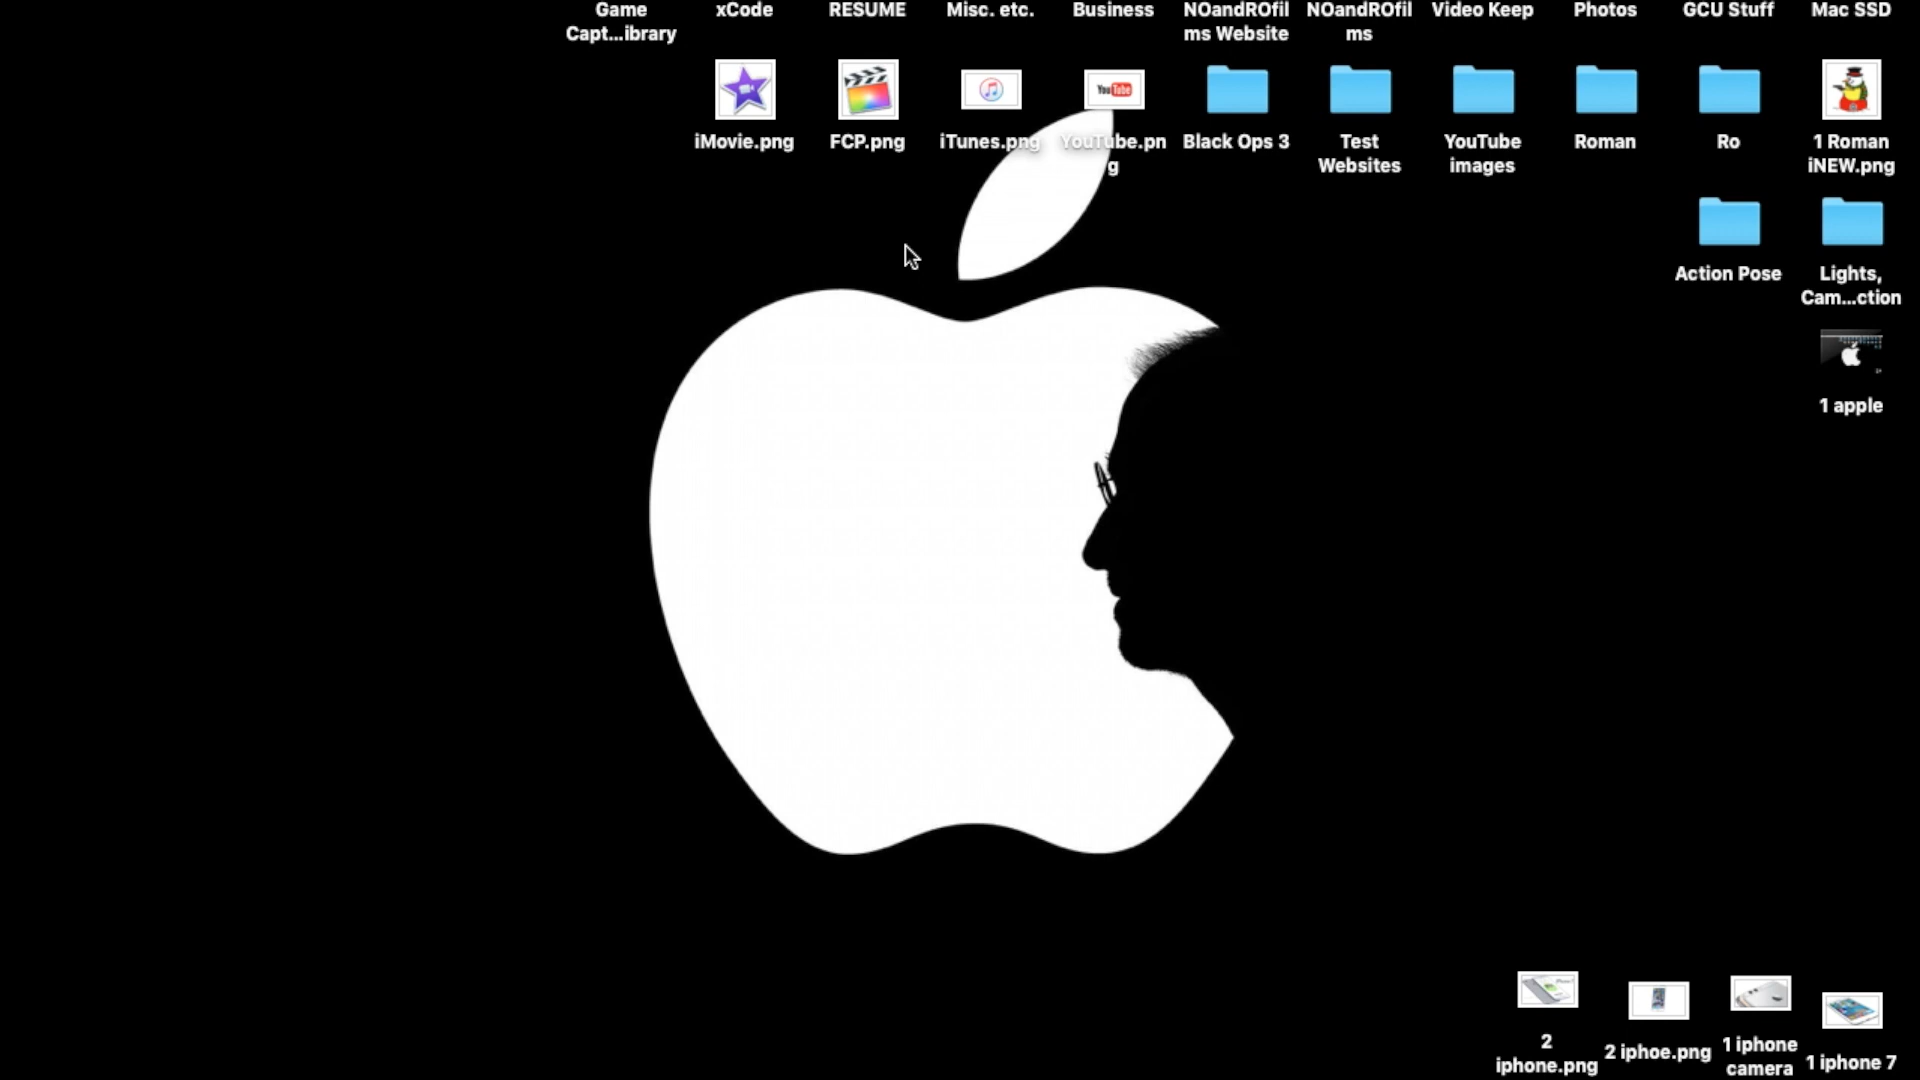 Game
Capt...ibrary
xCode
RESUME
Misc. etc.
Business
NOandROfil
ms Website
NOandROfil
ms
Video Keep
Photos
GCU Stuff
Mac SSD
iMovie.png
FCP.png
iTunes.png
You Tube
YouTube.pn
g
Black Ops 3
Test
Websites
YouTube
images
Roman
Ro
1 Roman
iNEW.png
Action Pose
Lights,
Cam...ction
1 apple
2
iphone.png
2 iphoe.png
1 iphone
camera
1 iphone 7